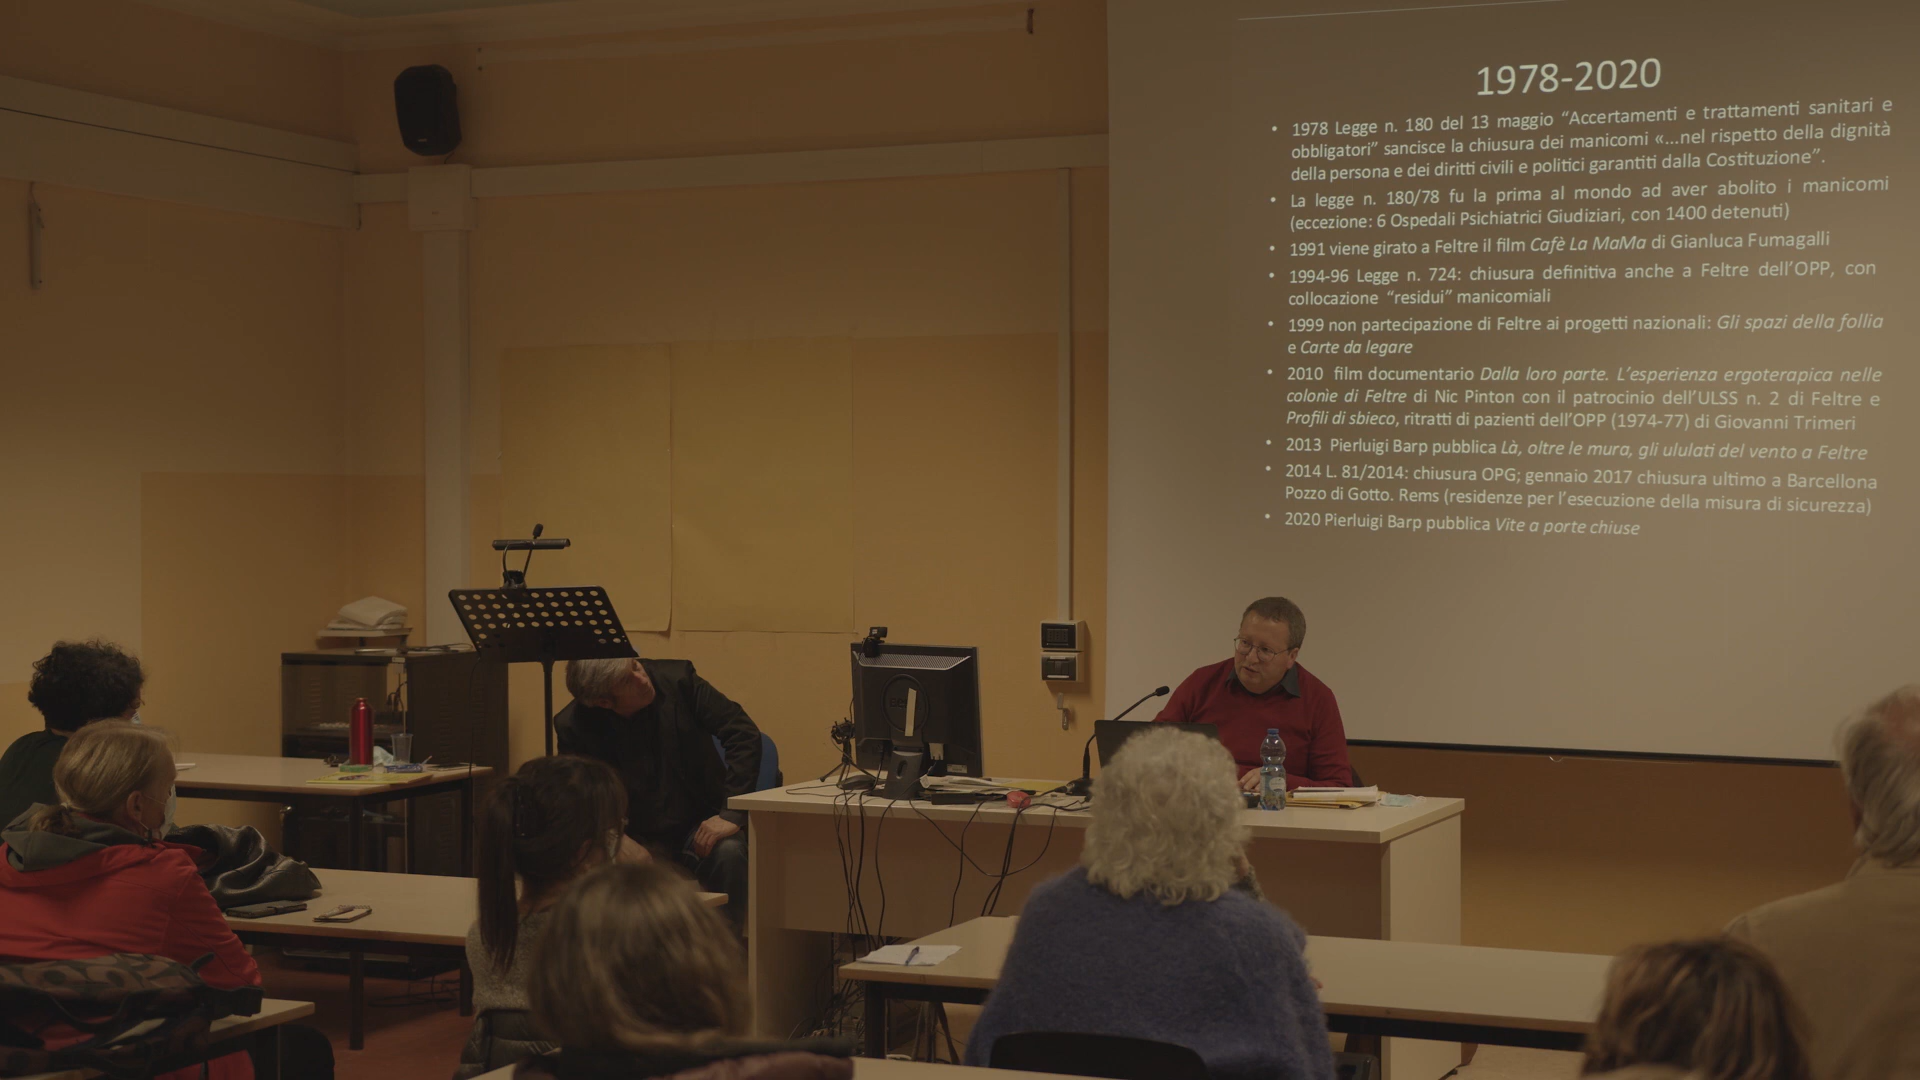 1978-2020
• 1978 Legge n. 180 del 13 maggio “Accertamenti e trattamenti sanitari e
obbligatori” sancisce la chiusura dei manicomi «...nel rispetto della dignità
della persona e dei diritti civili e politici garantiti dalla Costituzione”.
• La legge n. 180/78 fu la prima al mondo ad aver abolito i manicomi
(eccezione: 6 Ospedali Psichiatrici Giudiziari, con 1400 detenuti)
• 1991 viene girato a Feltre il film Cafè La MaMa di Gianluca Fumagalli
• 1994-96 Legge n. 724: chiusura definitiva anche a Feltre dell’OPP, con
collocazione “residui” manicomiali
• 1999 non partecipazione di Feltre ai progetti nazionali: Gli spazi della follia
e Carte da legare
• 2010 film documentario Dalla loro parte. L’esperienza ergoterapica nelle
colonìe di Feltre di Nic Pinton con il patrocinio dell’ULSS n. 2 di Feltre e
Profili di sbieco, ritratti di pazienti dell’OPP (1974-77) di Giovanni Trimeri
• 2013 Pierluigi Barp pubblica Là, oltre le mura, gli ululati del vento a Feltre
• 2014 L. 81/2014: chiusura OPG; gennaio 2017 chiusura ultimo a Barcellona
Pozzo di Gotto. Rems (residenze per l’esecuzione della misura di sicurezza)
• 2020 Pierluigi Barp pubblica Vite a porte chiuse